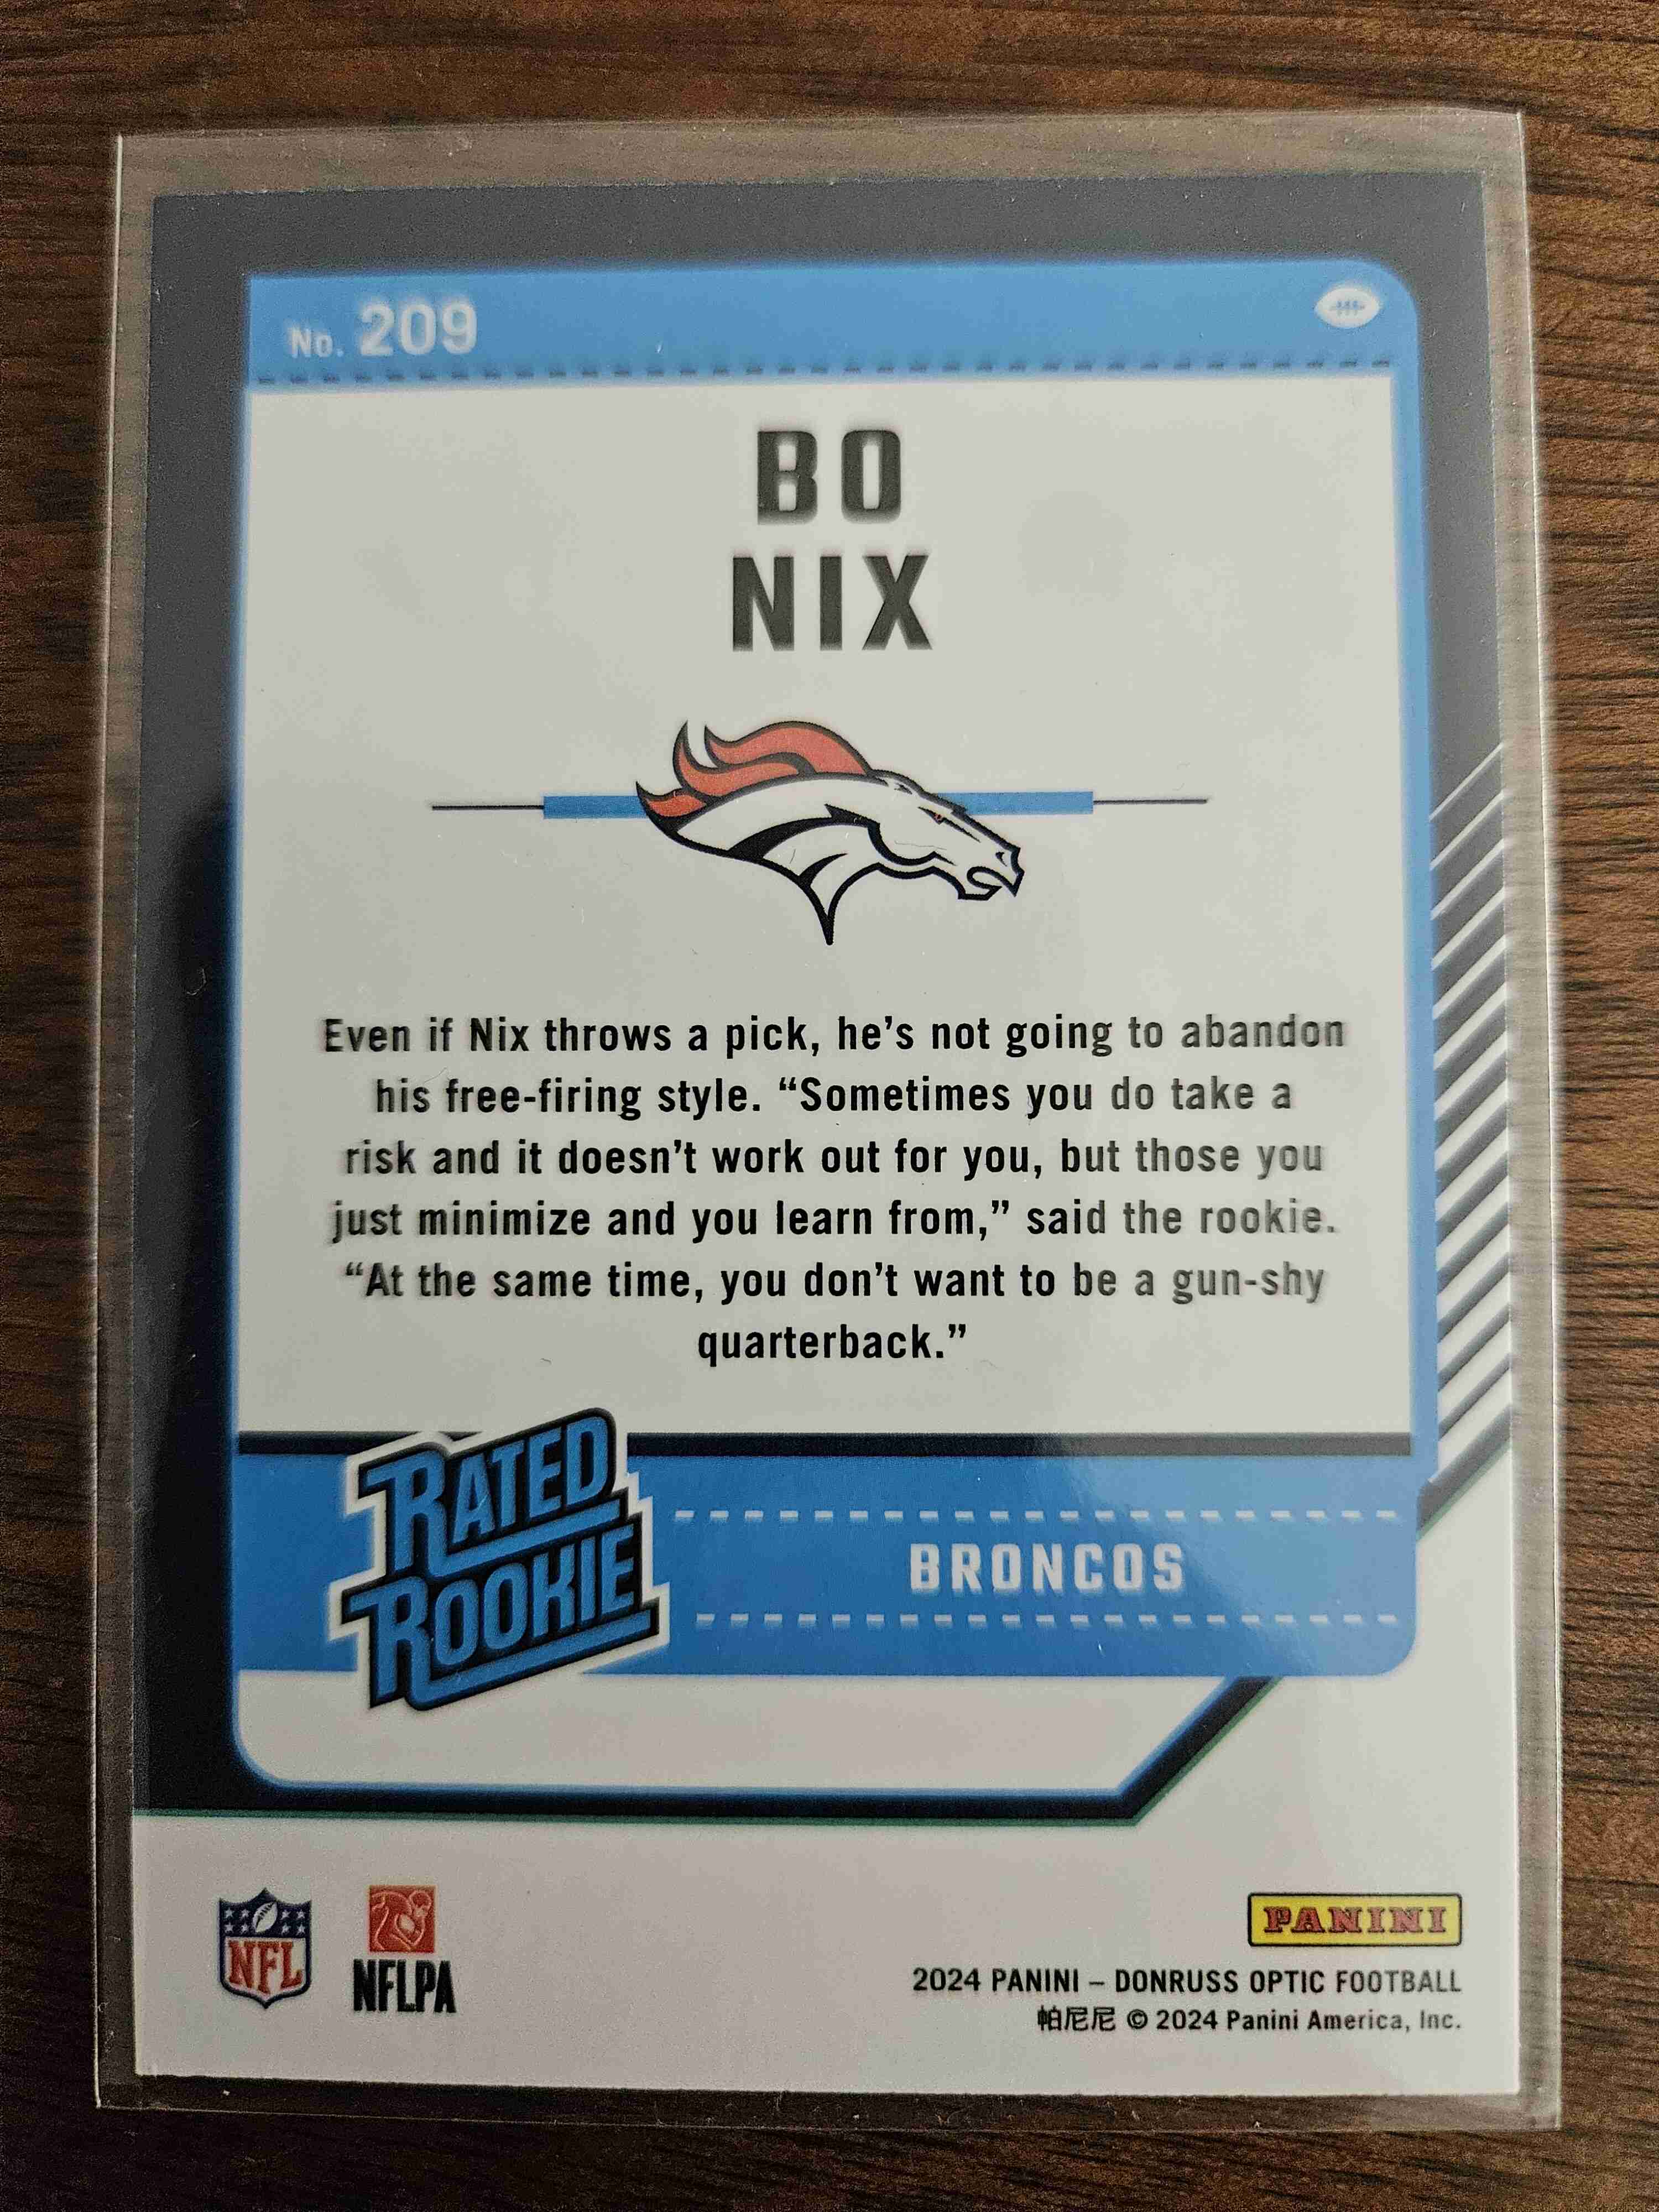 No. 209
BO
NIX
Even if Nix throws a pick, he's not going to abandon
his free-firing style. “Sometimes you do take a
risk and it doesn't work out for you, but those you
just minimize and you learn from,” said the rookie.
“At the same time, you don't want to be a gun-shy
quarterback.”
RATED
ROOKIE
BRONCOS
NFL
NFLPA
PANINI
2024 PANINI – DONRUSS OPTIC FOOTBALL
帕尼尼 © 2024 Panini America, Inc.